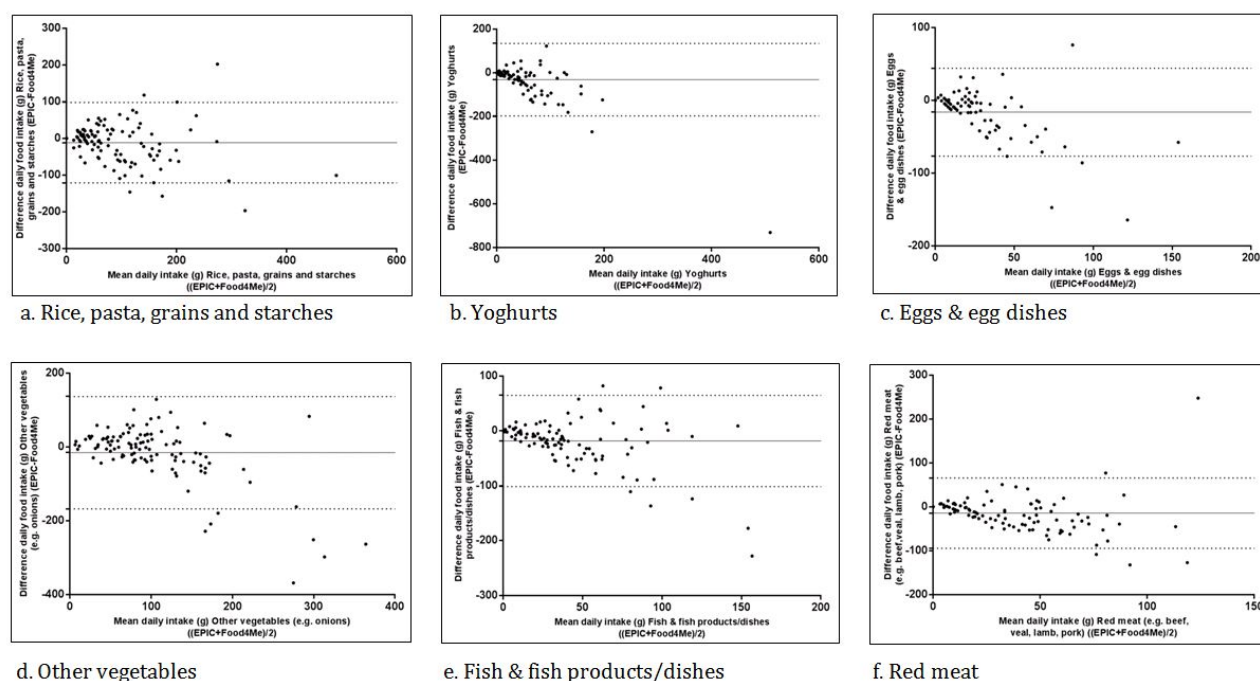 300
200
100
0
-100
-200
-300
0
200
400
600
Difference daily food intake (g) Rice, pasta,
grains and starches (EPIC-Food4Me)
Mean daily intake (g) Rice, pasta, grains and starches
((EPIC+Food4Me)/2)
a. Rice, pasta, grains and starches
200
0
-200
-400
-600
-800
0
200
400
600
Difference daily food intake (g) Yoghurts
(EPIC-Food4Me)
Mean daily intake (g) Yoghurts
((EPIC+Food4Me)/2)
b. Yoghurts
100
0
-100
-200
0
50
100
150
200
Difference daily food intake (g) Eggs
& egg dishes (EPIC-Food4Me)
Mean daily intake (g) Eggs & egg dishes
((EPIC+Food4Me)/2)
c. Eggs & egg dishes
200
0
-200
-400
0
100
200
300
400
Difference daily food intake (g) Other vegetables
(e.g. onions) (EPIC-Food4Me)
Mean daily intake (g) Other vegetables (e.g. onions)
((EPIC+Food4Me)/2)
d. Other vegetables
100
0
-100
-200
-300
0
50
100
150
200
Difference daily food intake (g) Fish & fish
products/dishes (EPIC-Food4Me)
Mean daily intake (g) Fish & fish products/dishes
((EPIC+Food4Me)/2)
e. Fish & fish products/dishes
300
200
100
0
-100
-200
0
50
100
150
Difference daily food intake (g) Red meat
(e.g. beef,veal, lamb, pork) (EPIC-Food4Me)
Mean daily intake (g) Red meat (e.g. beef,
veal, lamb, pork) ((EPIC+Food4Me)/2)
f. Red meat